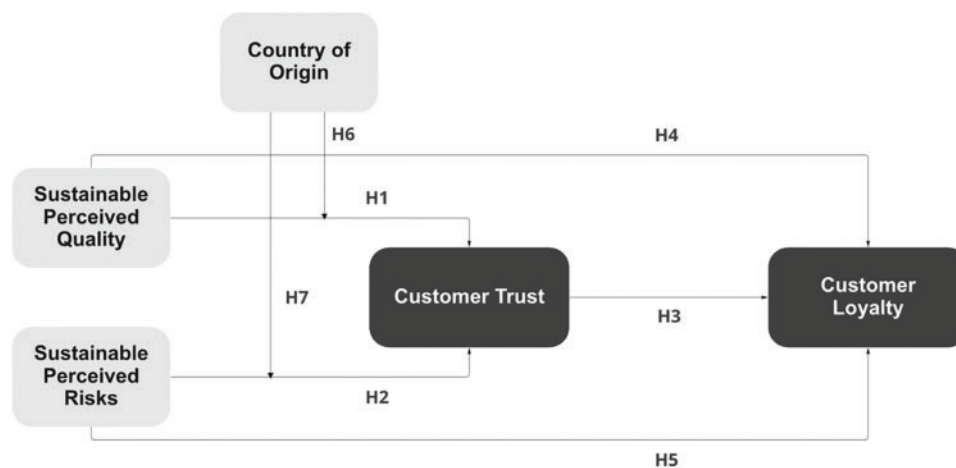 Country of
Origin
H6
H4
Sustainable
Perceived
Quality
H1
H7
Customer Trust
H3
Customer
Loyalty
Sustainable
Perceived
Risks
H2
H5